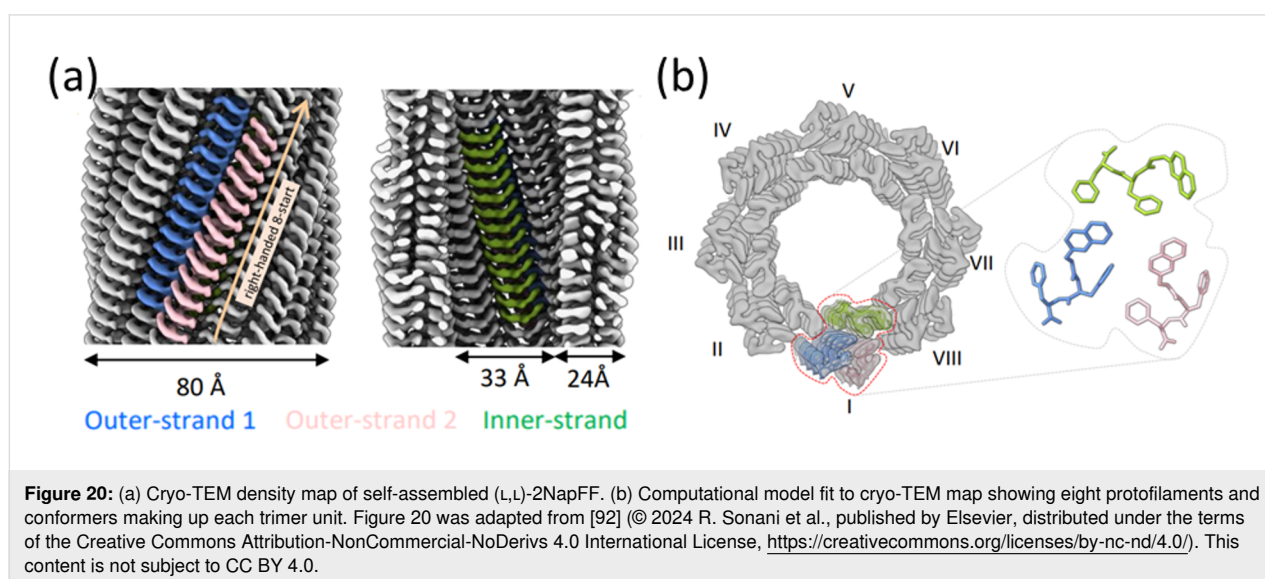 (a)
right-handed 8-start
80 Å
33 Å
24Å
Outer-strand 1
Outer-strand 2
Inner-strand
(b)
V
IV
VI
III
VII
II
VIII
I
Figure 20: (a) Cryo-TEM density map of self-assembled (ʟ,ʟ)-2NapFF. (b) Computational model fit to cryo-TEM map showing eight protofilaments and
conformers making up each trimer unit. Figure 20 was adapted from [92] (© 2024 R. Sonani et al., published by Elsevier, distributed under the terms
of the Creative Commons Attribution-NonCommercial-NoDerivs 4.0 International License, https://creativecommons.org/licenses/by-nc-nd/4.0/). This
content is not subject to CC BY 4.0.